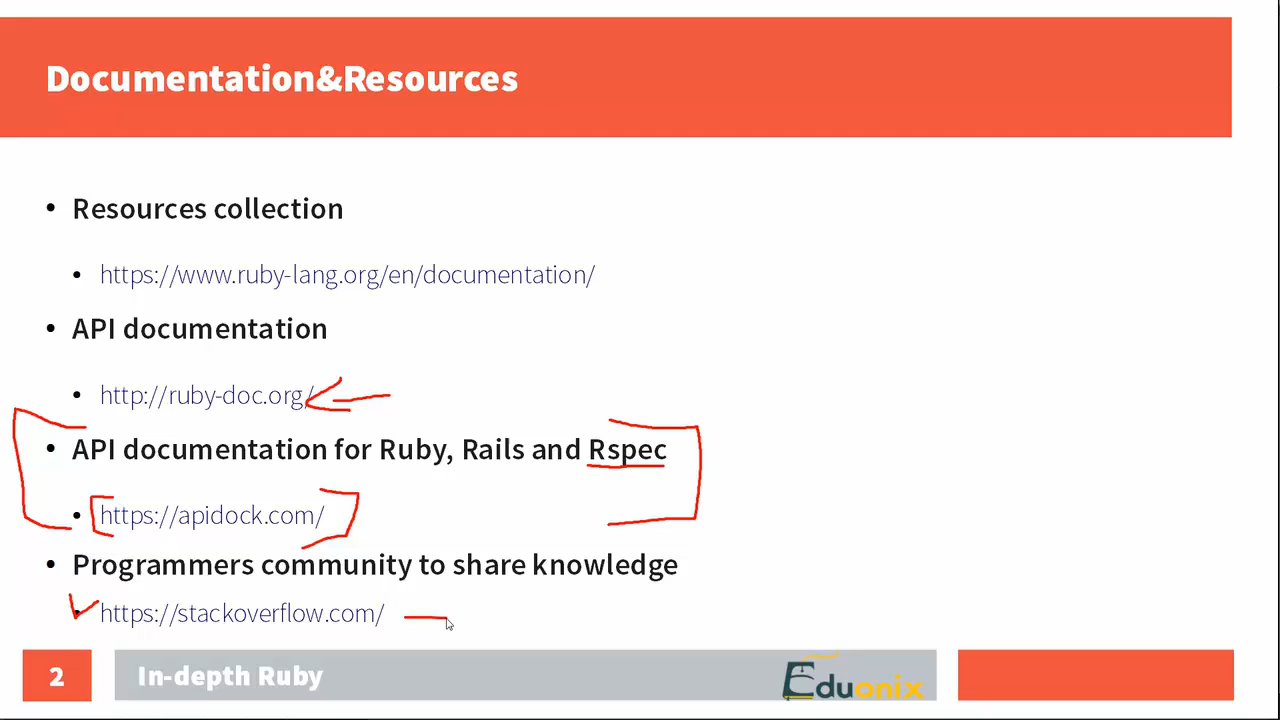 Documentation&Resources
• Resources collection
• https://www.ruby-lang.org/en/documentation/
• API documentation
• http://ruby-doc.org/
• API documentation for Ruby, Rails and Rspec
• https://apidock.com/
• Programmers community to share knowledge
• https://stackoverflow.com/
2
In-depth Ruby
Eduonix